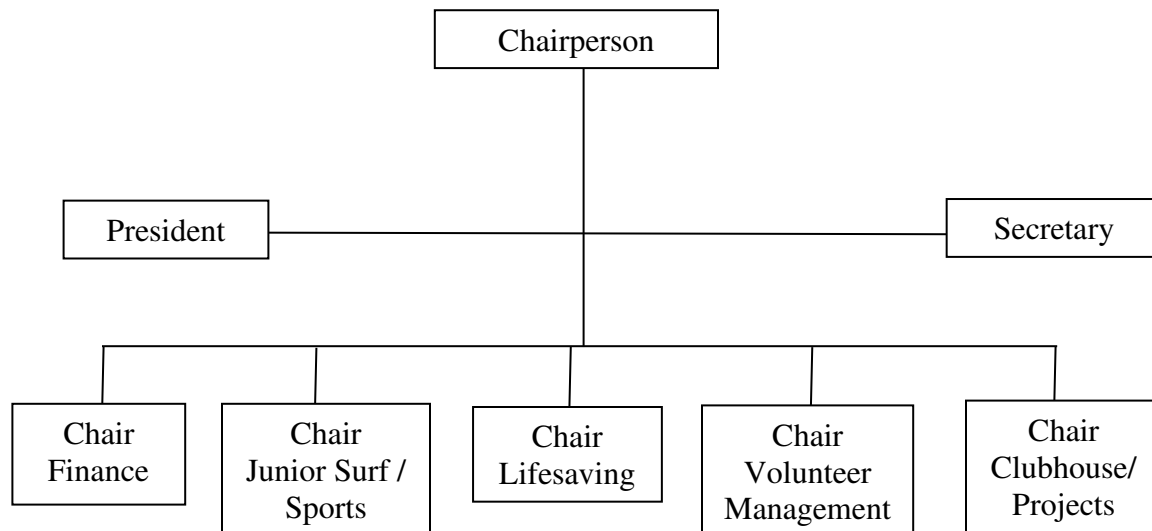 Chairperson
President
Secretary
Chair
Finance
Chair
Junior Surf /
Sports
Chair
Lifesaving
Chair
Volunteer
Management
Chair
Clubhouse/
Projects